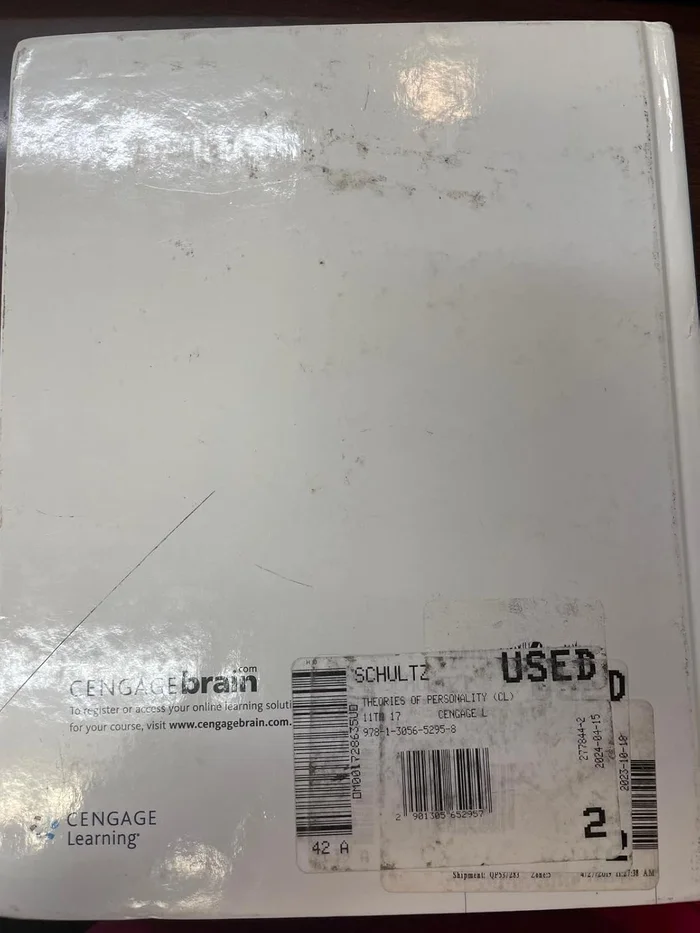 CENGAGEbrain.com
To register or access your online learning
for your course, visit www.cengagebrain.com.
CENGAGE
Learning
SCHULTZ USED
THEORIES OF PERSONALITY (CL)
11TH 17 CENGAGE L
978-1-3056-5295-8
2 901305 652957
42 A
2
277844-2
2024-04-15
D
2023-10-18
Shipment: